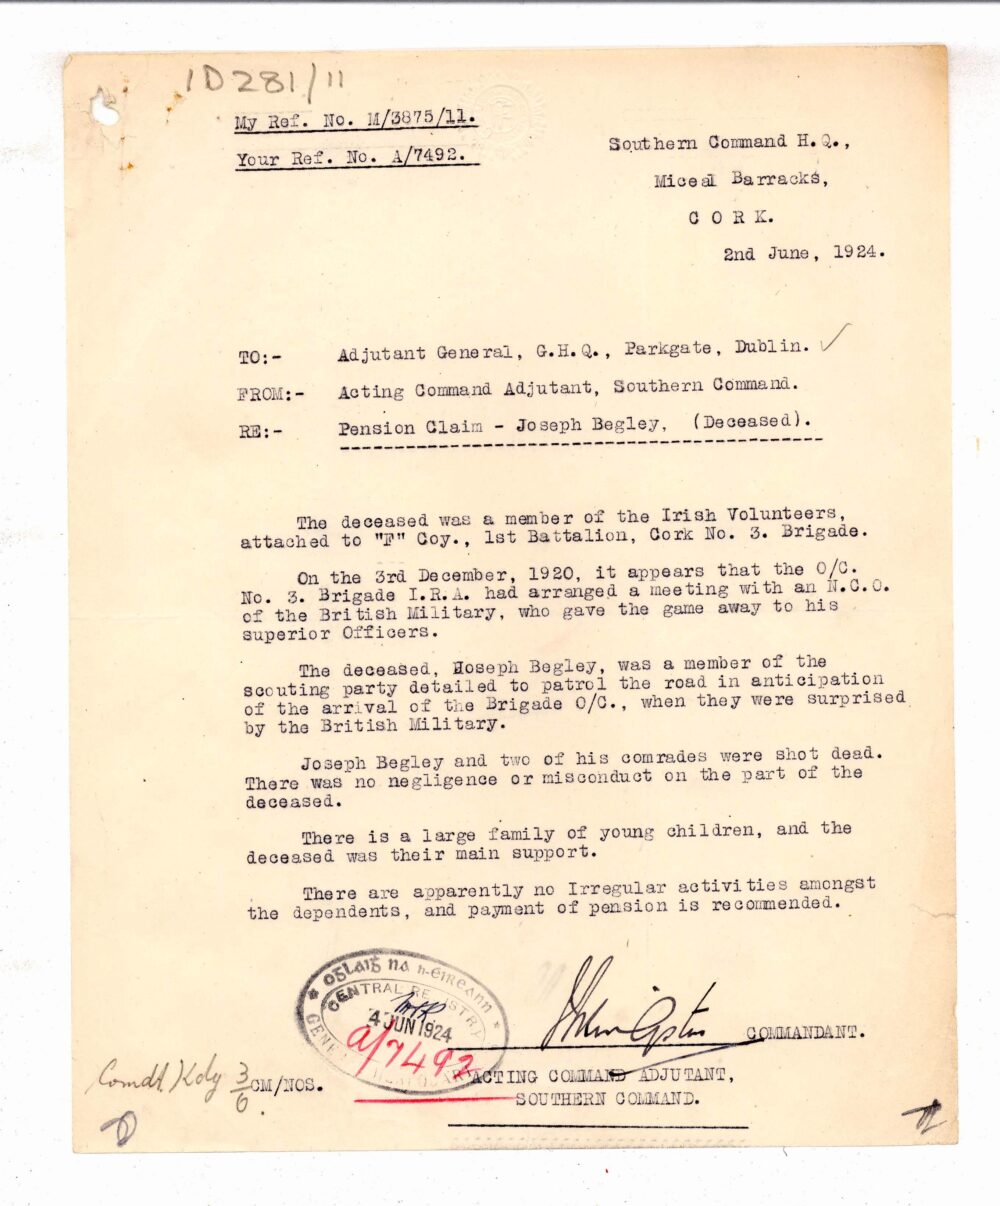 1D281/11
My Ref. No. M/3875/11.
Your Ref. No. A/7492.
Southern Command H.Q.,
Miceal Barracks,
C O R K.
2nd June, 1924.
TO:- Adjutant General, G.H.Q., Parkgate, Dublin. ✓
FROM:- Acting Command Adjutant, Southern Command.
RE:- Pension Claim - Joseph Begley, (Deceased).
The deceased was a member of the Irish Volunteers,
attached to "F" Coy., 1st Battalion, Cork No. 3. Brigade.
On the 3rd December, 1920, it appears that the O/C.
No. 3. Brigade I.R.A. had arranged a meeting with an N.C.O.
of the British Military, who gave the game away to his
superior Officers.
The deceased, Hoseph Begley, was a member of the
scouting party detailed to patrol the road in anticipation
of the arrival of the Brigade O/C., when they were surprised
by the British Military.
Joseph Begley and two of his comrades were shot dead.
There was no negligence or misconduct on the part of the
deceased.
There is a large family of young children, and the
deceased was their main support.
There are apparently no Irregular activities amongst
the dependents, and payment of pension is recommended.
CENTRAL REGISTRY
4 JUN 1924
a/7492
COMMANDANT.
ACTING COMMAND ADJUTANT,
SOUTHERN COMMAND.
Comdt 3/6
CM/NOS.